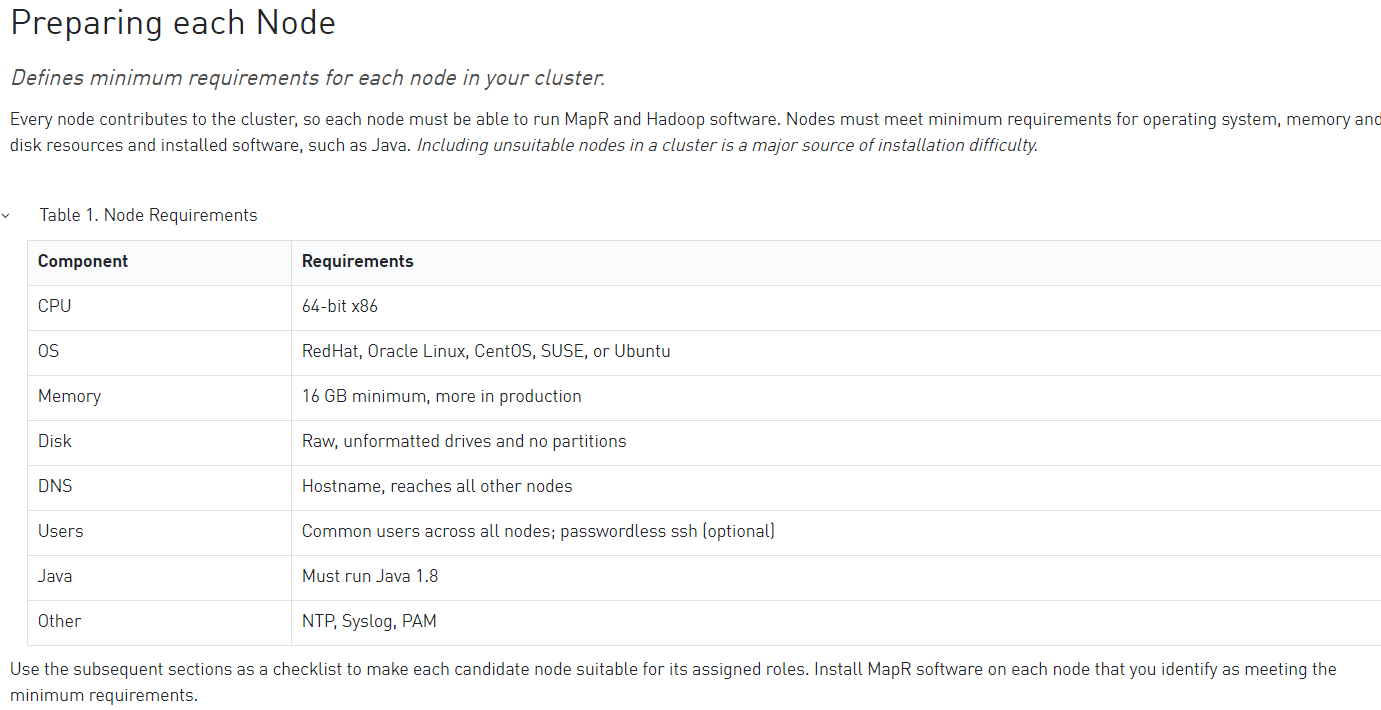 Preparing each Node
Defines minimum requirements for each node in your cluster.
Every node contributes to the cluster, so each node must be able to run MapR and Hadoop software. Nodes must meet minimum requirements for operating system, memory and
disk resources and installed software, such as Java. Including unsuitable nodes in a cluster is a major source of installation difficulty.
Table 1. Node Requirements
Component Requirements
CPU 64-bit x86
OS RedHat, Oracle Linux, CentOS, SUSE, or Ubuntu
Memory 16 GB minimum, more in production
Disk Raw, unformatted drives and no partitions
DNS Hostname, reaches all other nodes
Users Common users across all nodes; passwordless ssh (optional)
Java Must run Java 1.8
Other NTP, Syslog, PAM
Use the subsequent sections as a checklist to make each candidate node suitable for its assigned roles. Install MapR software on each node that you identify as meeting the
minimum requirements.